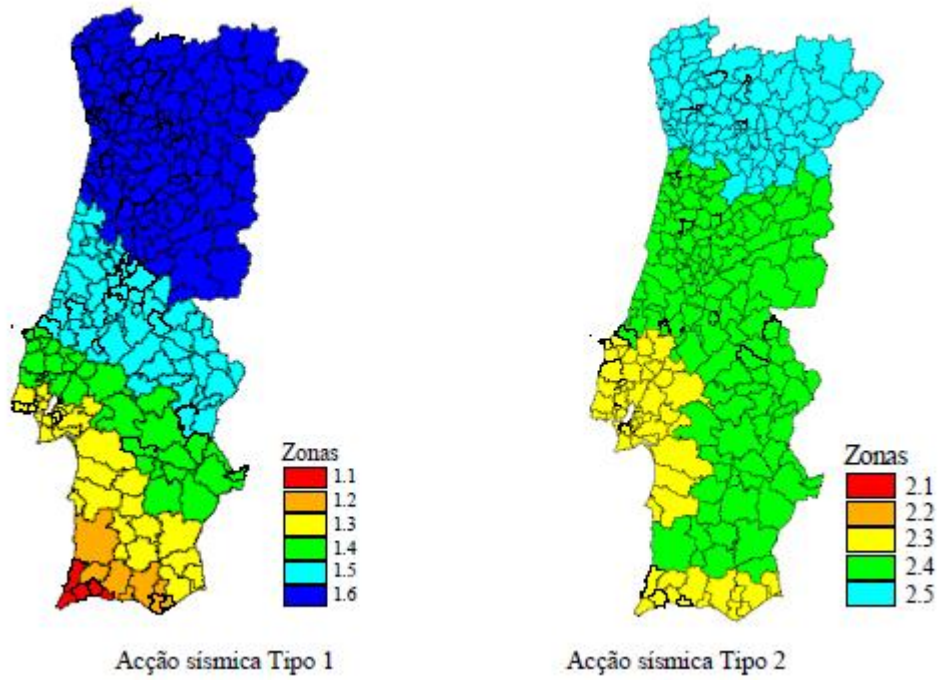 Zonas
1.1
1.2
1.3
1.4
1.5
1.6
Acção sísmica Tipo 1
Zonas
2.1
2.2
2.3
2.4
2.5
Acção sísmica Tipo 2